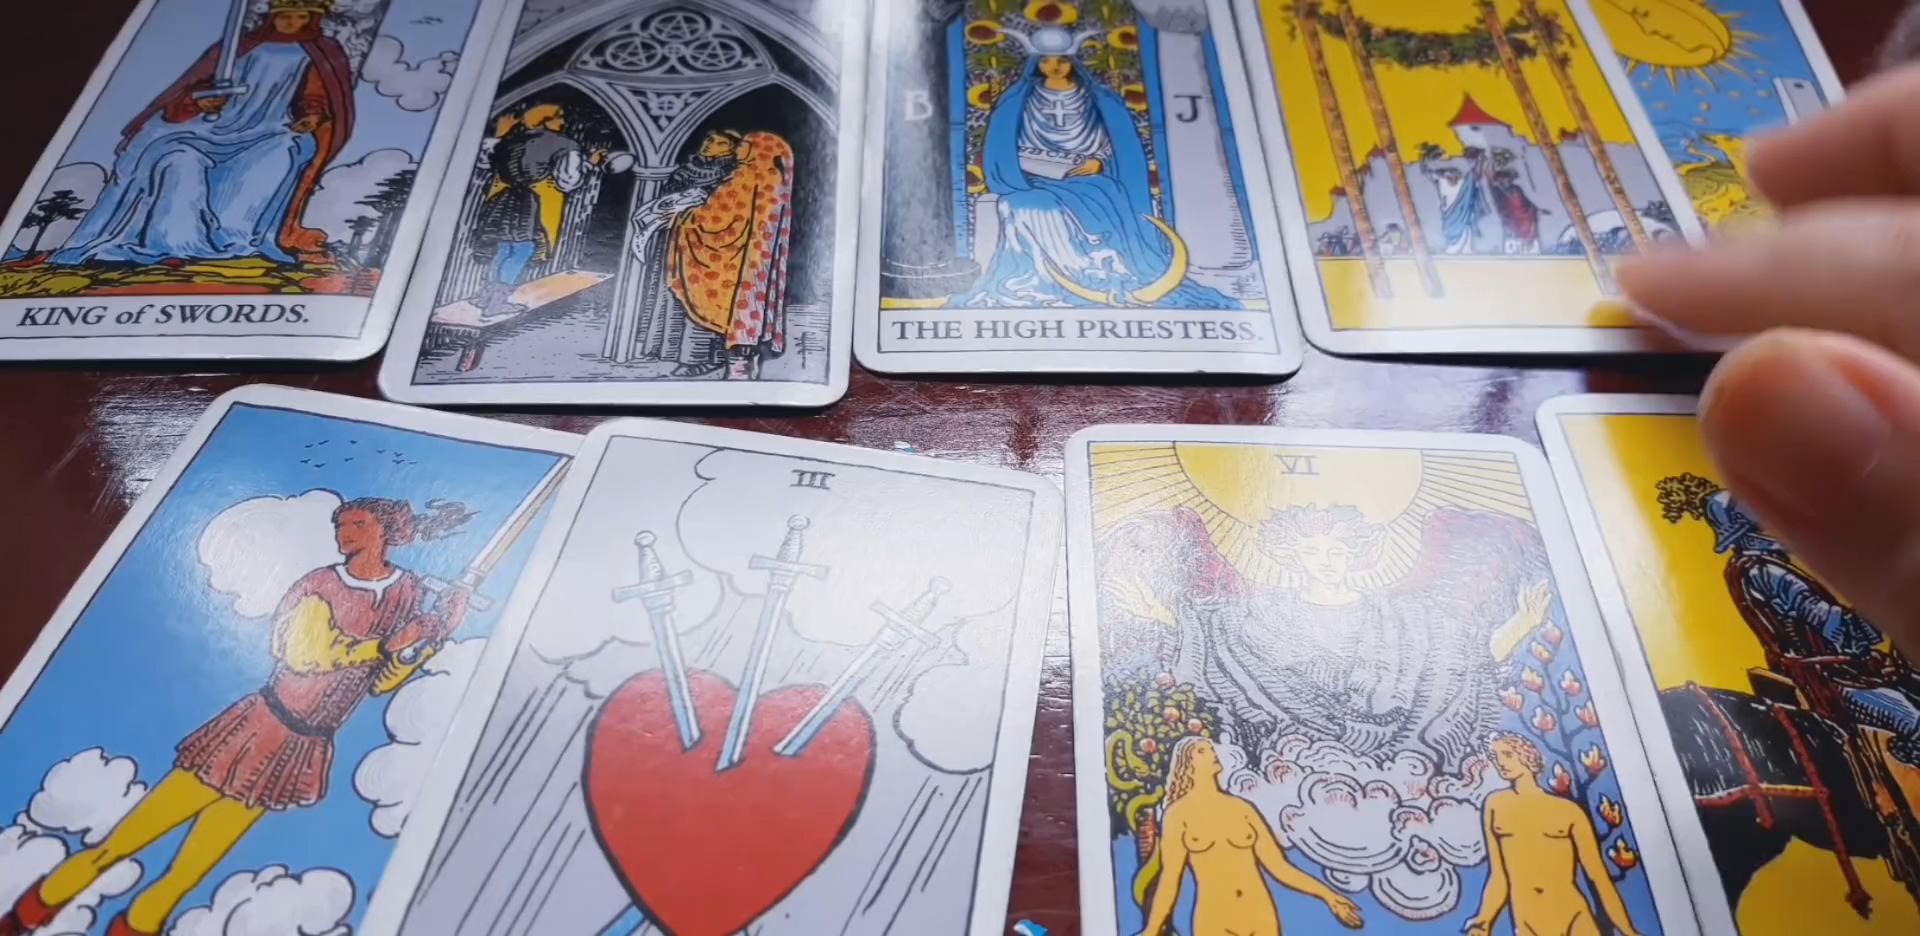 B J
KING of SWORDS.
THE HIGH PRIESTESS.
III
VI